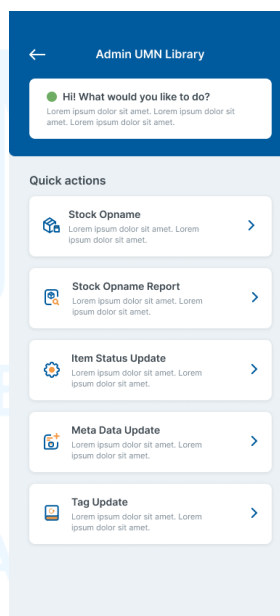 Admin UMN Library
Hi! What would you like to do?
Lorem ipsum dolor sit amet. Lorem ipsum dolor sit
amet. Lorem ipsum dolor sit amet.
Quick actions
Stock Opname
Lorem ipsum dolor sit amet. Lorem
ipsum dolor sit amet.
Stock Opname Report
Lorem ipsum dolor sit amet. Lorem
ipsum dolor sit amet.
Item Status Update
Lorem ipsum dolor sit amet. Lorem
ipsum dolor sit amet.
Meta Data Update
Lorem ipsum dolor sit amet. Lorem
ipsum dolor sit amet.
Tag Update
Lorem ipsum dolor sit amet. Lorem
ipsum dolor sit amet.